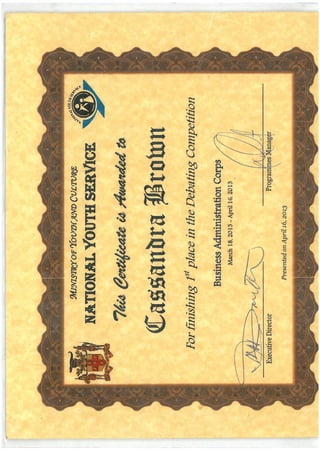 MINISTRY OF YOUTH AND CULTURE
NATIONAL YOUTH SERVICE
This Certificate is Awarded to
Cassandra Brown
For finishing 1st place in the Debating Competition
Business Administration Corps
March 18, 2013 - April 16, 2013
Executive Director
Programmes Manager
Presented on April 16, 2013